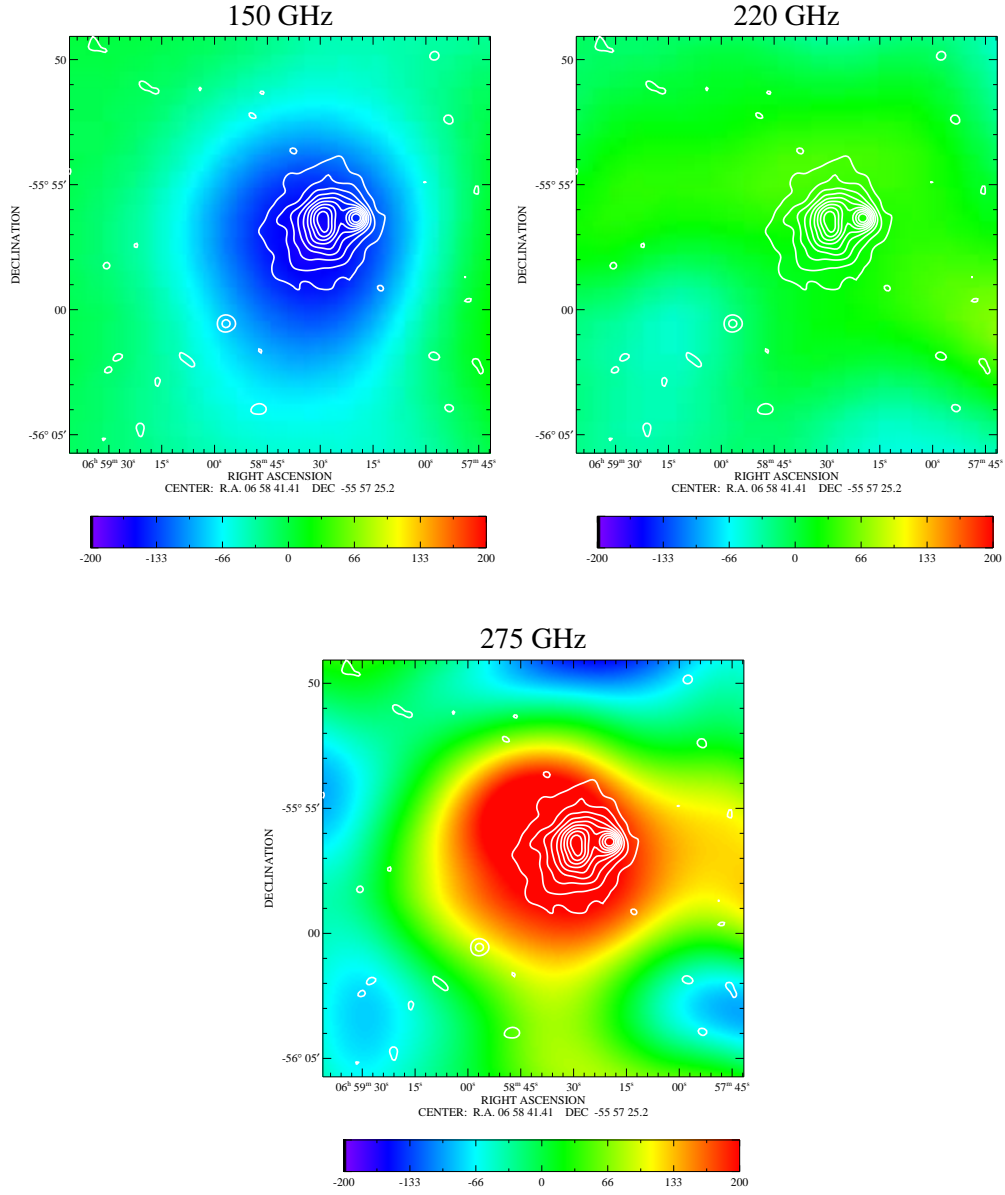 150 GHz
50
-55° 55′
00
-56° 05′
DECLINATION
06ʰ 59ᵐ 30ˢ 15ˢ 00ˢ 58ᵐ 45ˢ 30ˢ 15ˢ 00ˢ 57ᵐ 45ˢ
RIGHT ASCENSION
CENTER: R.A. 06 58 41.41 DEC -55 57 25.2
-200 -133 -66 0 66 133 200
220 GHz
50
-55° 55′
00
-56° 05′
DECLINATION
06ʰ 59ᵐ 30ˢ 15ˢ 00ˢ 58ᵐ 45ˢ 30ˢ 15ˢ 00ˢ 57ᵐ 45ˢ
RIGHT ASCENSION
CENTER: R.A. 06 58 41.41 DEC -55 57 25.2
-200 -133 -66 0 66 133 200
275 GHz
50
-55° 55′
00
-56° 05′
DECLINATION
06ʰ 59ᵐ 30ˢ 15ˢ 00ˢ 58ᵐ 45ˢ 30ˢ 15ˢ 00ˢ 57ᵐ 45ˢ
RIGHT ASCENSION
CENTER: R.A. 06 58 41.41 DEC -55 57 25.2
-200 -133 -66 0 66 133 200